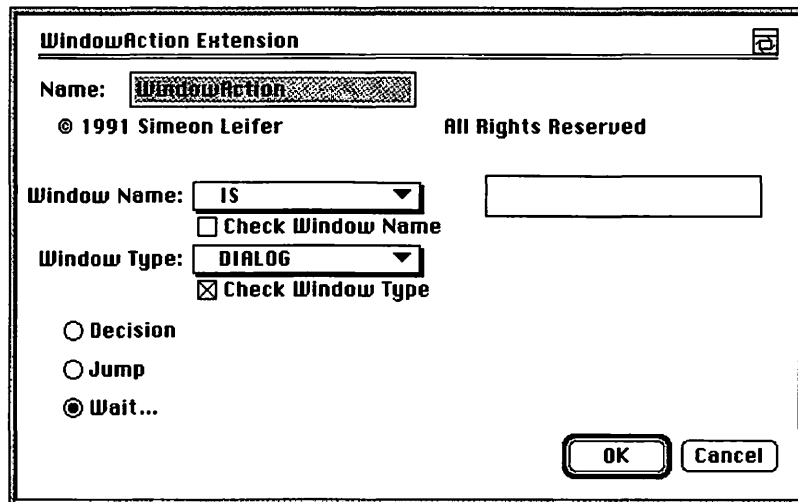 WindowAction Extension
Name: WindowAction
© 1991 Simeon Leifer All Rights Reserved
Window Name: IS
Check Window Name
Window Type: DIALOG
Check Window Type
Decision
Jump
Wait...
OK Cancel